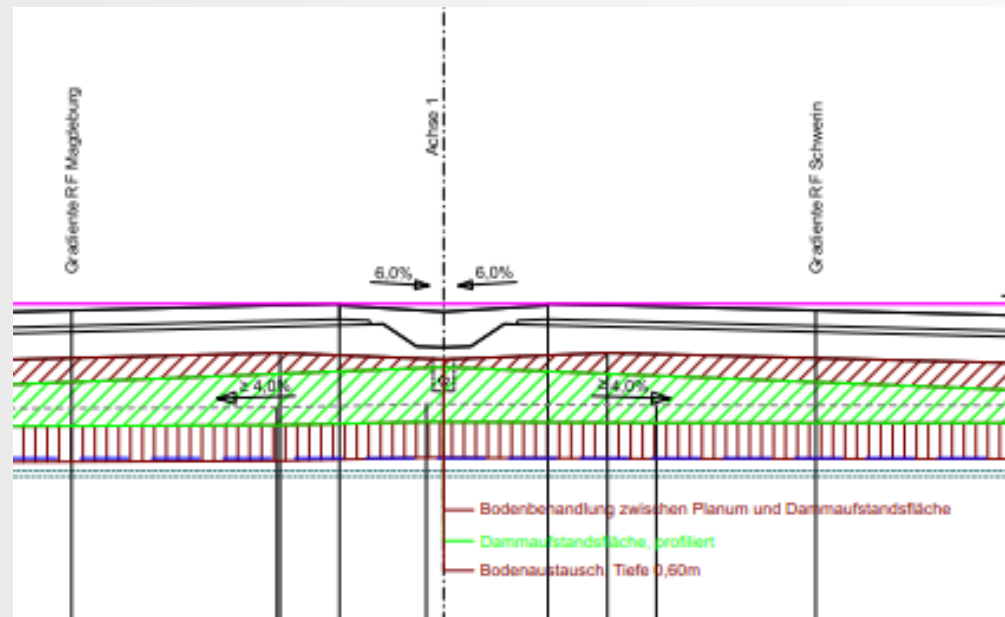 Gradiente RF Magdeburg
Achse 1
Gradiente RF Schwerin
6,0% 6,0%
≥ 4,0% ≥ 4,0%
Bodenbehandlung zwischen Planum und Dammaufstandsfläche
Dammaufstandsfläche, profiliert
Bodenaustausch, Tiefe 0,60m